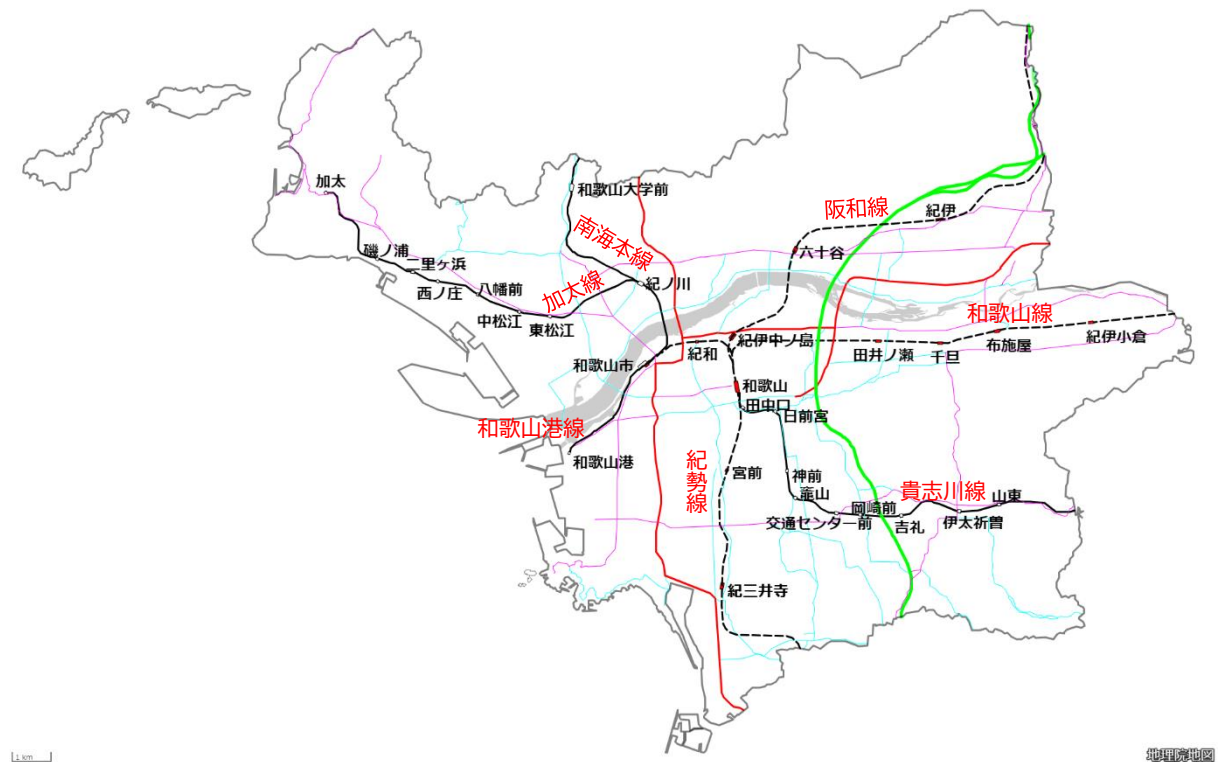 加太
和歌山大学前
南海本線
阪和線
紀伊
六十谷
磯ノ浦
二里ヶ浜
西ノ庄
八幡前
加太線
紀ノ川
中松江
東松江
和歌山線
紀伊小倉
布施屋
千旦
田井ノ瀬
紀伊中ノ島
紀和
和歌山市
和歌山
田中口
日前宮
和歌山港線
和歌山港
紀勢線
宮前
神前
竈山
交通センター前
岡崎前
吉礼
貴志川線
伊太祈曽
山東
紀三井寺
1 km
地理院地図